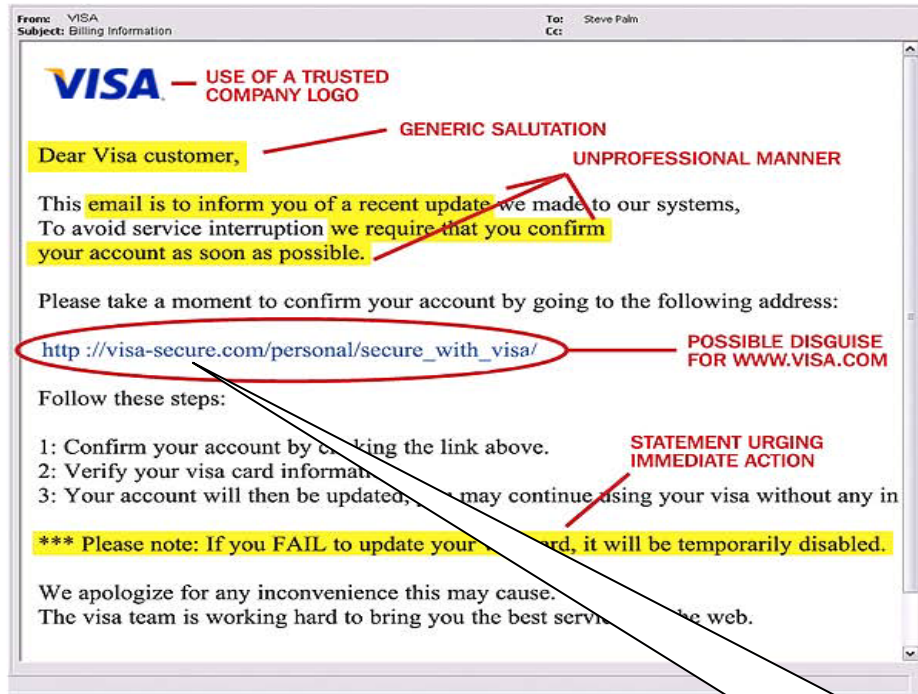 From: VISA To: Steve Palm
Subject: Billing Information Cc:
VISA USE OF A TRUSTED
COMPANY LOGO
GENERIC SALUTATION
Dear Visa customer,
UNPROFESSIONAL MANNER
This email is to inform you of a recent update we made to our systems,
To avoid service interruption we require that you confirm
your account as soon as possible.
Please take a moment to confirm your account by going to the following address:
http ://visa-secure.com/personal/secure_with_visa/
POSSIBLE DISGUISE
FOR WWW.VISA.COM
Follow these steps:
1: Confirm your account by clicking the link above.
STATEMENT URGING
IMMEDIATE ACTION
2: Verify your visa card informat
3: Your account will then be updated, you may continue using your visa without any in
*** Please note: If you FAIL to update your card, it will be temporarily disabled.
We apologize for any inconvenience this may cause.
The visa team is working hard to bring you the best servi web.